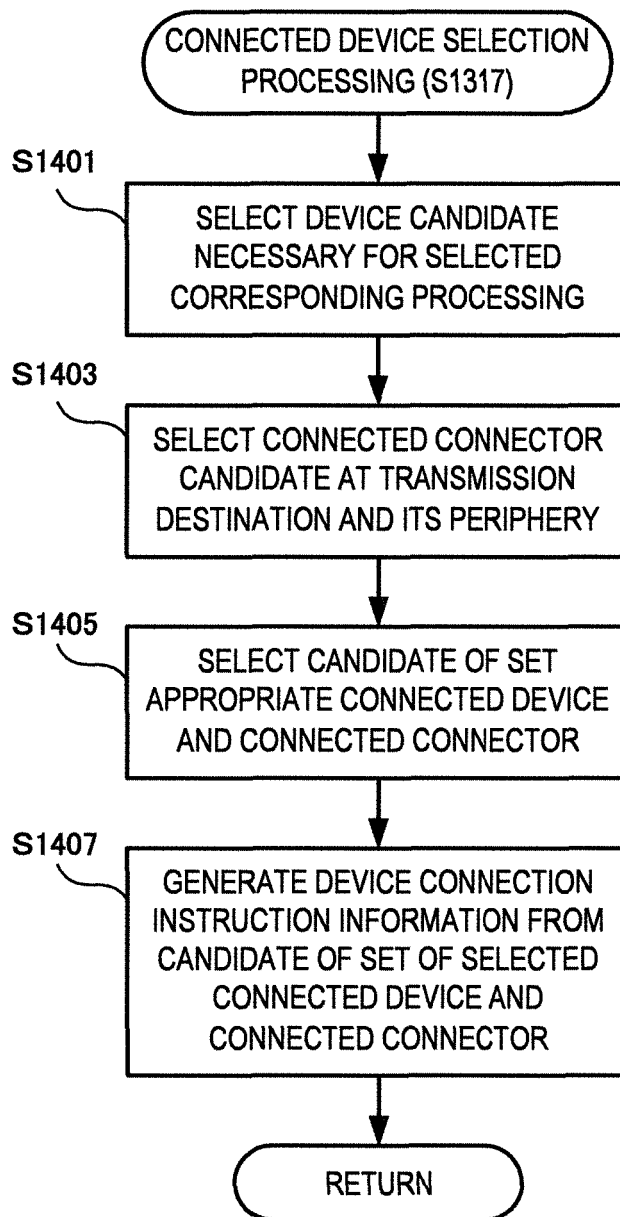 CONNECTED DEVICE SELECTION
PROCESSING (S1317)
S1401
SELECT DEVICE CANDIDATE
NECESSARY FOR SELECTED
CORRESPONDING PROCESSING
S1403
SELECT CONNECTED CONNECTOR
CANDIDATE AT TRANSMISSION
DESTINATION AND ITS PERIPHERY
S1405
SELECT CANDIDATE OF SET
APPROPRIATE CONNECTED DEVICE
AND CONNECTED CONNECTOR
S1407
GENERATE DEVICE CONNECTION
INSTRUCTION INFORMATION FROM
CANDIDATE OF SET OF SELECTED
CONNECTED DEVICE AND
CONNECTED CONNECTOR
RETURN